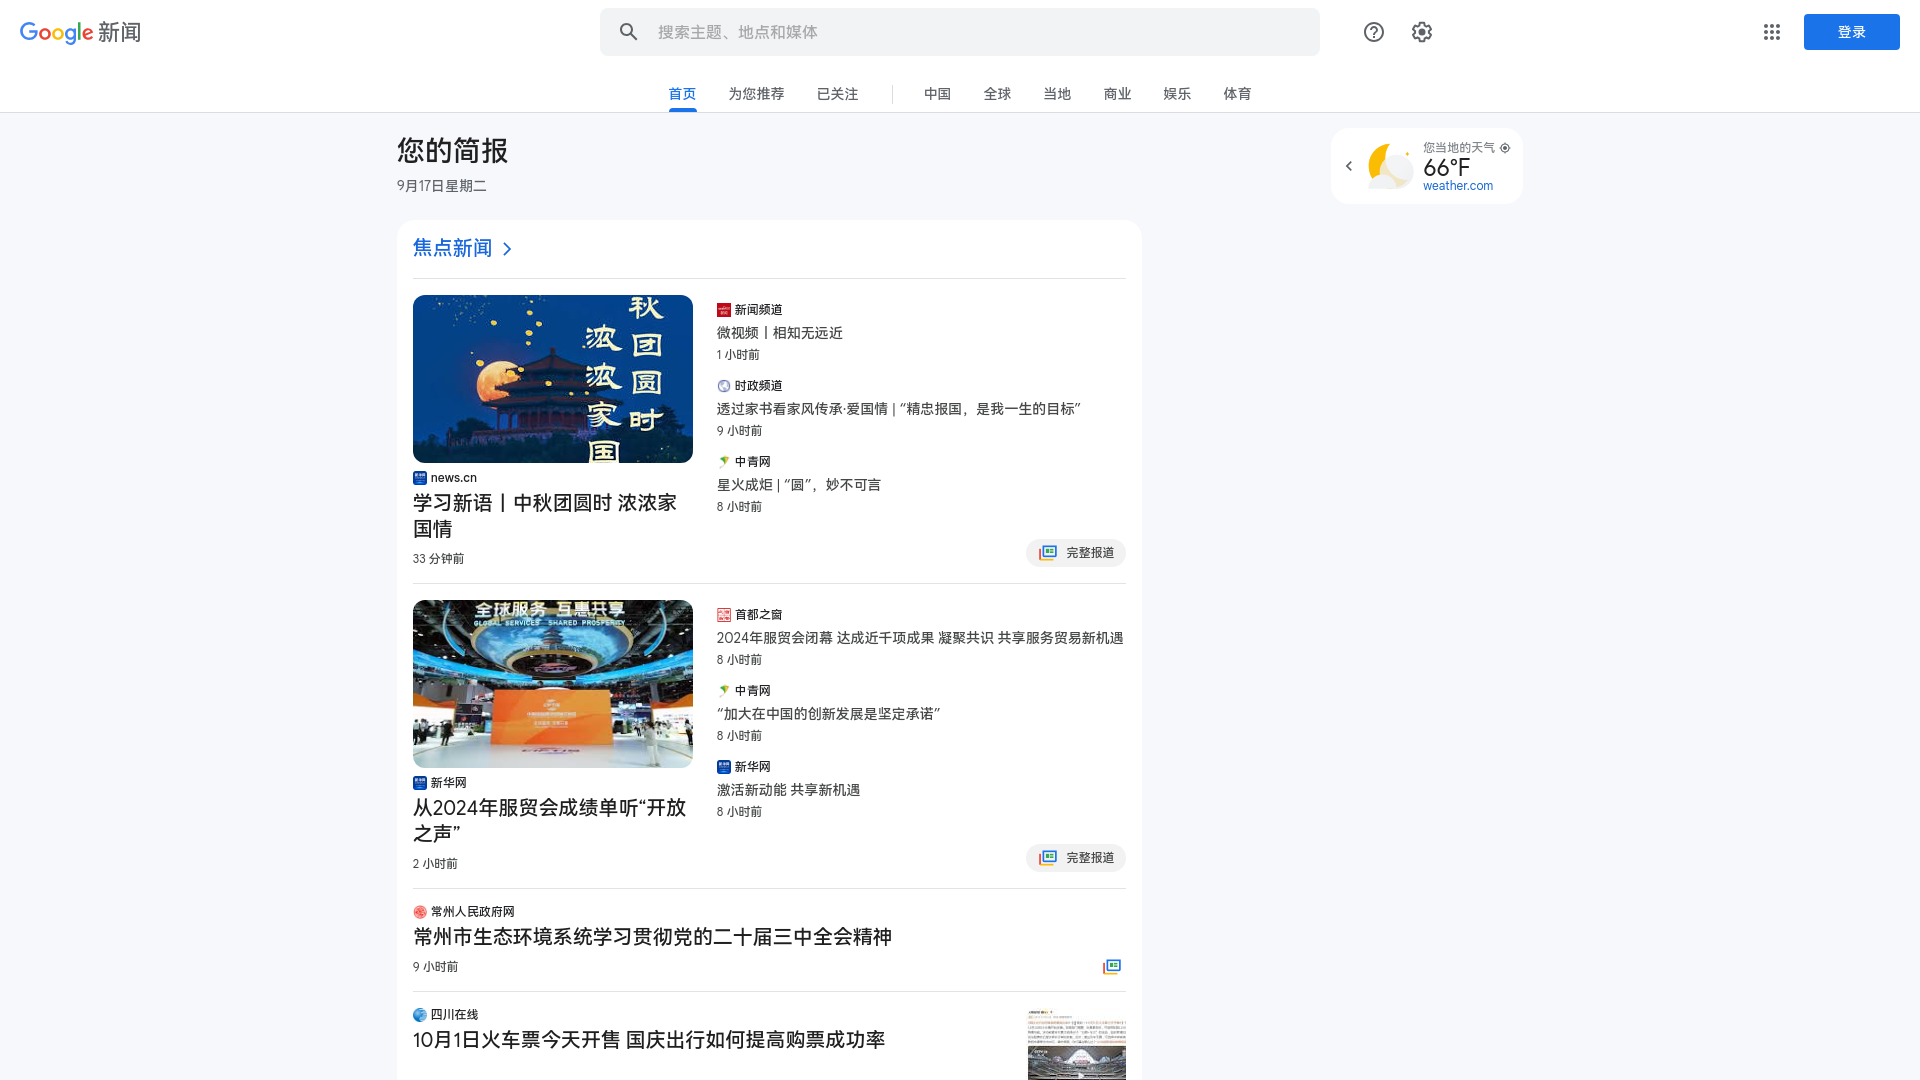 Google 新闻
搜索主题、地点和媒体
登录
首页
为您推荐
已关注
中国
全球
当地
商业
娱乐
体育
您的简报
9月17日星期二
您当地的天气
66°F
weather.com
焦点新闻
秋团圆时
浓浓家国
news.cn
学习新语丨中秋团圆时 浓浓家
国情
33 分钟前
新闻频道
微视频丨相知无远近
1 小时前
时政频道
透过家书看家风传承·爱国情 | “精忠报国，是我一生的目标”
9 小时前
中青网
星火成炬 | “圆”，妙不可言
8 小时前
完整报道
全球服务 互惠共享
GLOBAL SERVICES SHARED PROSPERITY
新华网
从2024年服贸会成绩单听“开放
之声”
2 小时前
首都之窗
2024年服贸会闭幕 达成近千项成果 凝聚共识 共享服务贸易新机遇
8 小时前
中青网
“加大在中国的创新发展是坚定承诺”
8 小时前
新华网
激活新动能 共享新机遇
8 小时前
完整报道
常州人民政府网
常州市生态环境系统学习贯彻党的二十届三中全会精神
9 小时前
四川在线
10月1日火车票今天开售 国庆出行如何提高购票成功率